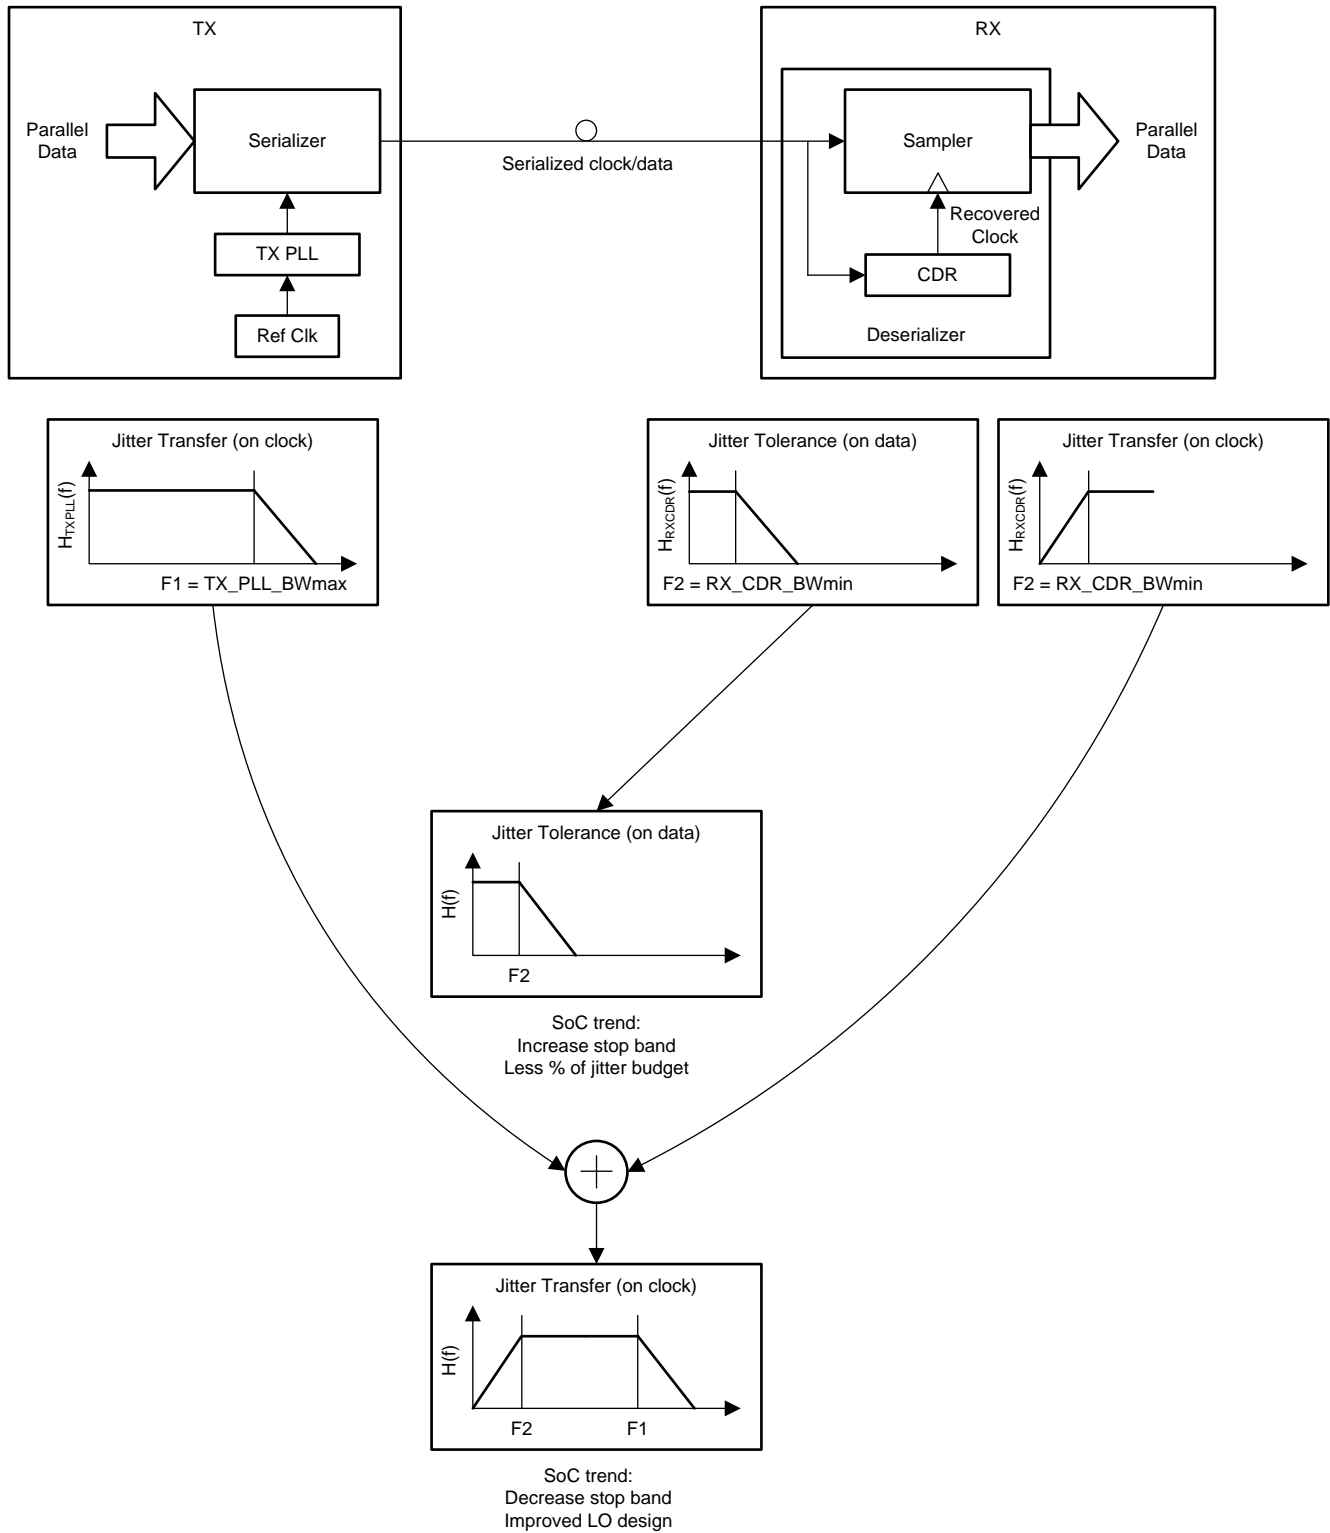 TX
Parallel
Data
Serializer
TX PLL
Ref Clk
Serialized clock/data
RX
Sampler
Recovered
Clock
CDR
Deserializer
Parallel
Data
Jitter Transfer (on clock)
HTXPLL(f)
F1 = TX_PLL_BWmax
Jitter Tolerance (on data)
HRXCDR(f)
F2 = RX_CDR_BWmin
Jitter Transfer (on clock)
HRXCDR(f)
F2 = RX_CDR_BWmin
Jitter Tolerance (on data)
H(f)
F2
SoC trend:
Increase stop band
Less % of jitter budget
Jitter Transfer (on clock)
H(f)
F2
F1
SoC trend:
Decrease stop band
Improved LO design